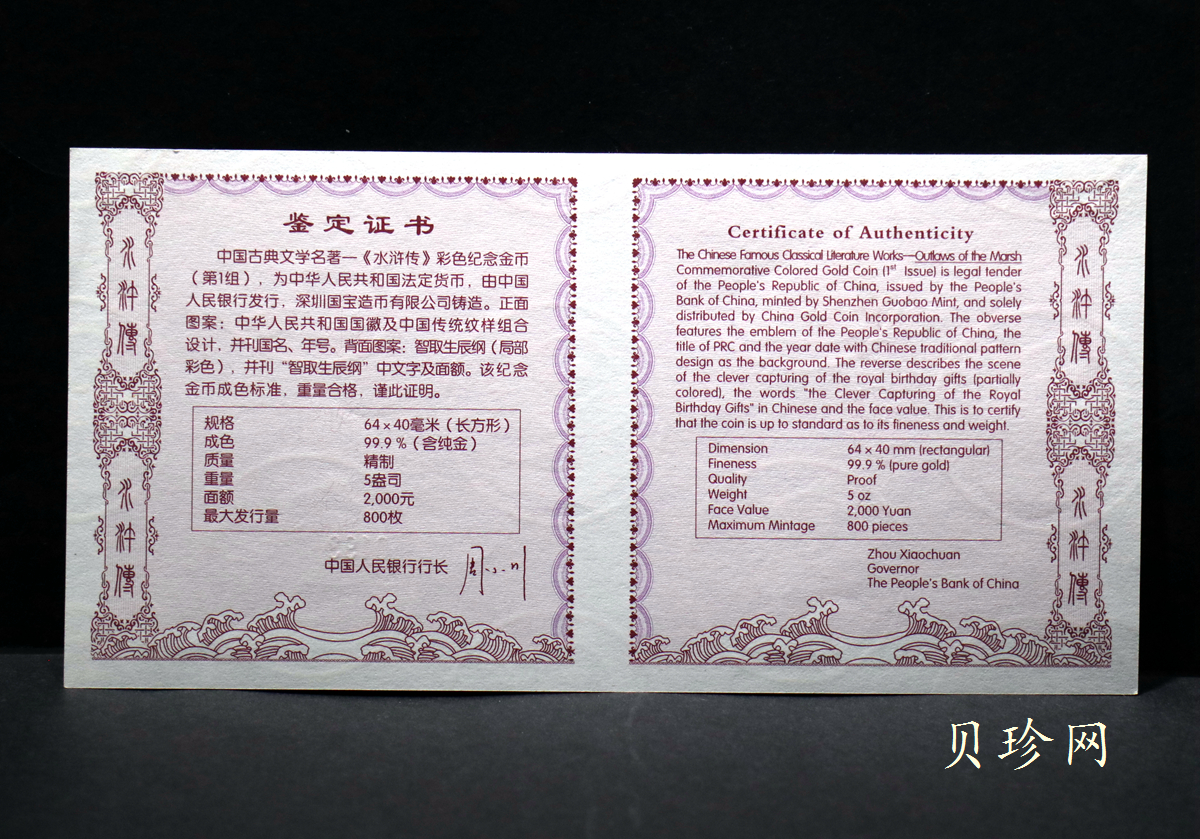 水滸傳
水滸傳
鉴定证书
中国古典文学名著—《水浒传》彩色纪念金币
（第1组），为中华人民共和国法定货币，由中国
人民银行发行，深圳国宝造币有限公司铸造。正面
图案：中华人民共和国国徽及中国传统纹样组合
设计，并刊国名、年号。背面图案：智取生辰纲（局部
彩色），并刊“智取生辰纲”中文字及面额。该纪念
金币成色标准，重量合格，谨此证明。
规格 64×40毫米（长方形）
成色 99.9％（含纯金）
质量 精制
重量 5盎司
面额 2,000元
最大发行量 800枚
中国人民银行行长 周小川
Certificate of Authenticity
The Chinese Famous Classical Literature Works—Outlaws of the Marsh
Commemorative Colored Gold Coin (1st Issue) is legal tender
of the People's Republic of China, issued by the People's
Bank of China, minted by Shenzhen Guobao Mint, and solely
distributed by China Gold Coin Incorporation. The obverse
features the emblem of the People's Republic of China, the
title of PRC and the year date with Chinese traditional pattern
design as the background. The reverse describes the scene
of the clever capturing of the royal birthday gifts (partially
colored), the words "the Clever Capturing of the Royal
Birthday Gifts" in Chinese and the face value. This is to certify
that the coin is up to standard as to its fineness and weight.
Dimension 64×40 mm (rectangular)
Fineness 99.9 % (pure gold)
Quality Proof
Weight 5 oz
Face Value 2,000 Yuan
Maximum Mintage 800 pieces
Zhou Xiaochuan
Governor
The People's Bank of China
水滸傳
水滸傳
贝珍网